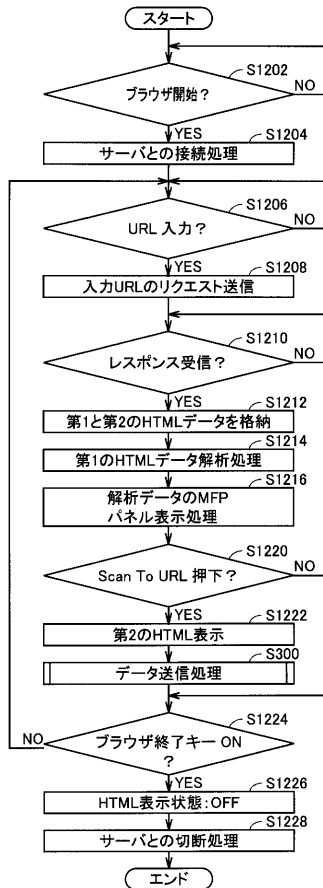 スタート
S1202
ブラウザ開始?
NO
YES
S1204
サーバとの接続処理
S1206
URL 入力?
NO
YES
S1208
入力URLのリクエスト送信
S1210
レスポンス受信?
NO
YES
S1212
第1と第2のHTMLデータを格納
S1214
第1のHTMLデータ解析処理
S1216
解析データのMFP
パネル表示処理
S1220
Scan To URL 押下?
NO
YES
S1222
第2のHTML表示
S300
データ送信処理
S1224
NO
ブラウザ終了キー ON
?
YES
S1226
HTML表示状態:OFF
S1228
サーバとの切断処理
エンド